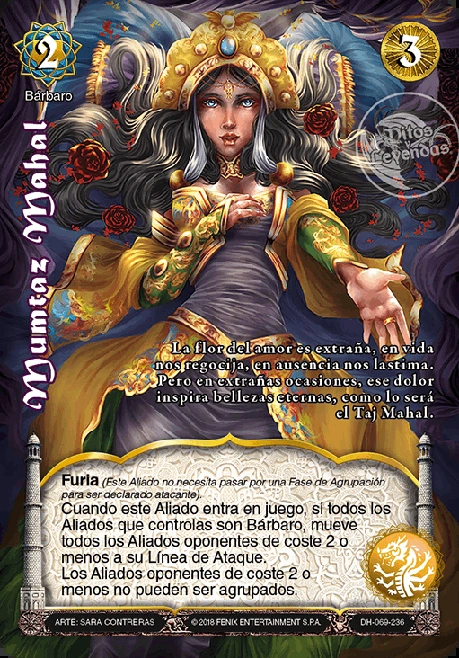 2
3
Bárbaro
Mitos y Leyendas
Mumtaz Mahal
La flor del amor es extraña, en vida
nos regocija, en ausencia nos lastima.
Pero en extrañas ocasiones, ese dolor
inspira bellezas eternas, como lo será
el Taj Mahal.
Furia (Este Aliado no necesita pasar por una Fase de Agrupación
para ser declarado atacante).
Cuando este Aliado entra en juego, si todos los
Aliados que controlas son Bárbaro, mueve
todos los Aliados oponentes de coste 2 o
menos a su Línea de Ataque.
Los Aliados oponentes de coste 2 o
menos no pueden ser agrupados.
ARTE: SARA CONTRERAS
©2018 FENIX ENTERTAINMENT S.P.A.
DH-069-236